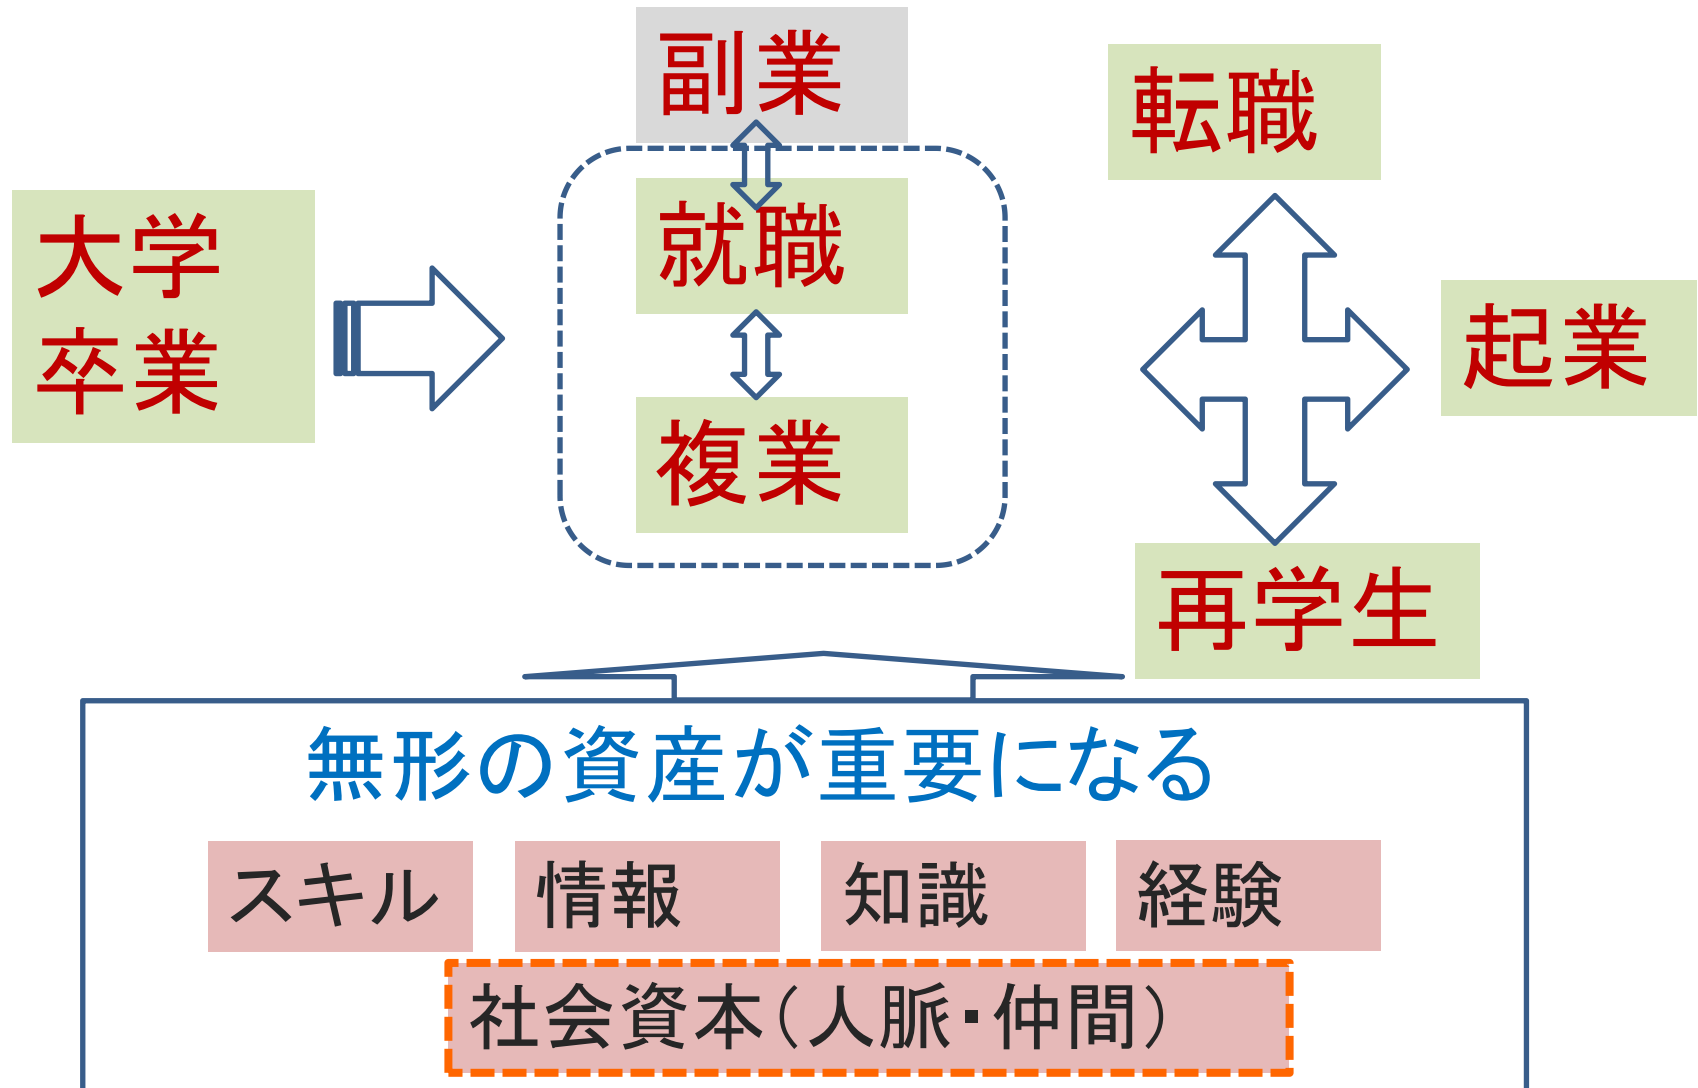 副業
転職
大学
卒業
就職
起業
複業
再学生
無形の資産が重要になる
スキル
情報
知識
経験
社会資本(人脈・仲間)